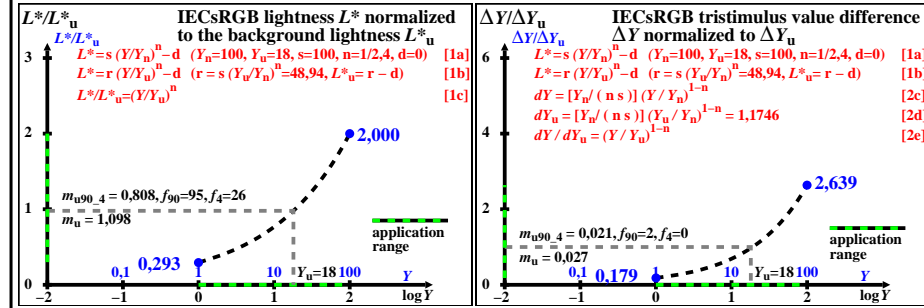 L*/L*u
IECsRGB lightness L* normalized
to the background lightness L*u
L*/L*u
L*=s (Y/Yn)^n−d (Yn=100, Yu=18, s=100, n=1/2,4, d=0) [1a]
L*=r (Y/Yu)^n−d (r=s (Yu/Yn)^n=48,94, L*u= r − d) [1b]
L*/L*u=(Y/Yu)^n [1c]
3
2
1
0
2,000
mu90_4 = 0,808, f90=95, f4=26
mu = 1,098
application
range
0,293
0,1 1 10 Yu=18 100 Y
−2 −1 0 1 2 log Y
ΔY/ΔYu
IECsRGB tristimulus value difference
ΔY normalized to ΔYu
ΔY/ΔYu
L*=s (Y/Yn)^n−d (Yn=100, Yu=18, s=100, n=1/2,4, d=0) [1a]
L*=r (Y/Yu)^n−d (r=s (Yu/Yn)^n=48,94, L*u= r − d) [1b]
dY = [Yn / ( n s )] (Y / Yn)^1−n [2c]
dYu = [Yn / ( n s )] (Yu / Yn)^1−n = 1,1746 [2d]
dY / dYu = (Y / Yu)^1−n [2e]
6
4
2
0
2,639
mu90_4 = 0,021, f90=2, f4=0
mu = 0,027
application
range
0,179
0,1 1 10 Yu=18 100 Y
−2 −1 0 1 2 log Y